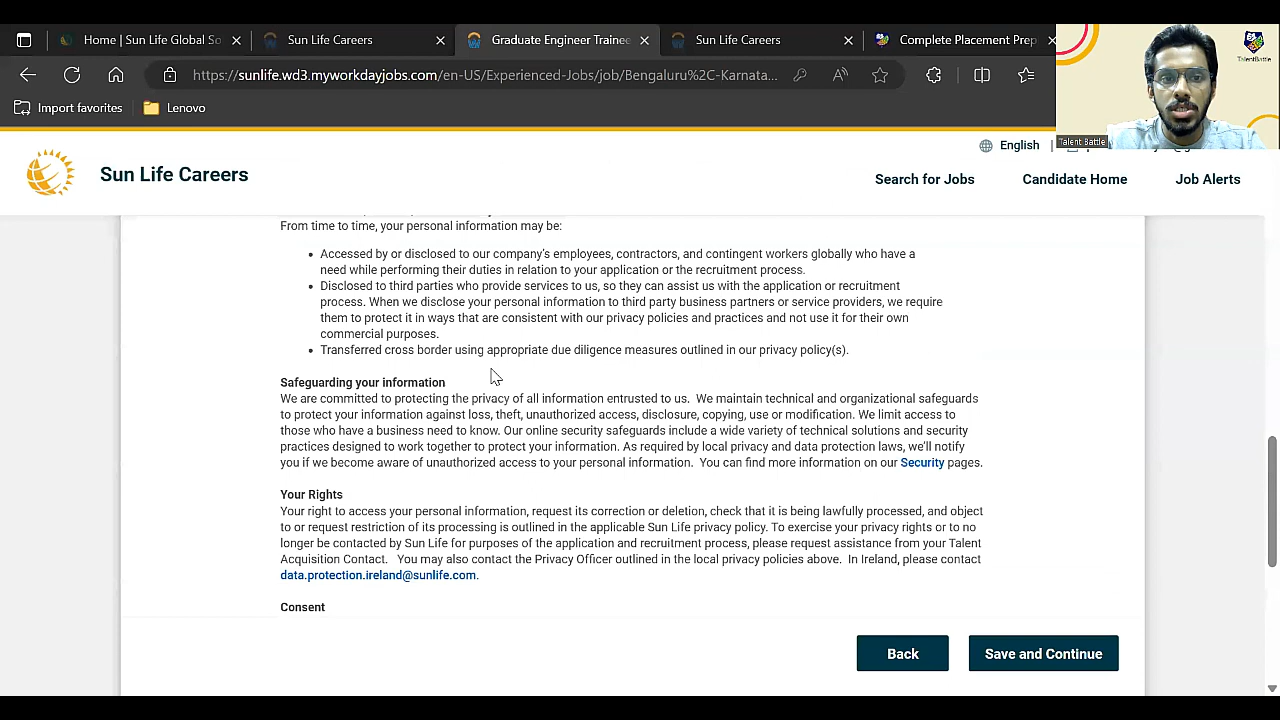 Home | Sun Life Global So
Sun Life Careers
Graduate Engineer Trainee
Sun Life Careers
Complete Placement Prep
TalentBattle
https://sunlife.wd3.myworkdayjobs.com/en-US/Experienced-Jobs/job/Bengaluru%2C-Karnata...
Import favorites
Lenovo
Talent Battle
English
Sun Life Careers
Search for Jobs
Candidate Home
Job Alerts
From time to time, your personal information may be:
• Accessed by or disclosed to our company's employees, contractors, and contingent workers globally who have a
need while performing their duties in relation to your application or the recruitment process.
• Disclosed to third parties who provide services to us, so they can assist us with the application or recruitment
process. When we disclose your personal information to third party business partners or service providers, we require
them to protect it in ways that are consistent with our privacy policies and practices and not use it for their own
commercial purposes.
• Transferred cross border using appropriate due diligence measures outlined in our privacy policy(s).
Safeguarding your information
We are committed to protecting the privacy of all information entrusted to us. We maintain technical and organizational safeguards
to protect your information against loss, theft, unauthorized access, disclosure, copying, use or modification. We limit access to
those who have a business need to know. Our online security safeguards include a wide variety of technical solutions and security
practices designed to work together to protect your information. As required by local privacy and data protection laws, we'll notify
you if we become aware of unauthorized access to your personal information. You can find more information on our Security pages.
Your Rights
Your right to access your personal information, request its correction or deletion, check that it is being lawfully processed, and object
to or request restriction of its processing is outlined in the applicable Sun Life privacy policy. To exercise your privacy rights or to no
longer be contacted by Sun Life for purposes of the application and recruitment process, please request assistance from your Talent
Acquisition Contact. You may also contact the Privacy Officer outlined in the local privacy policies above. In Ireland, please contact
data.protection.ireland@sunlife.com.
Consent
Back
Save and Continue